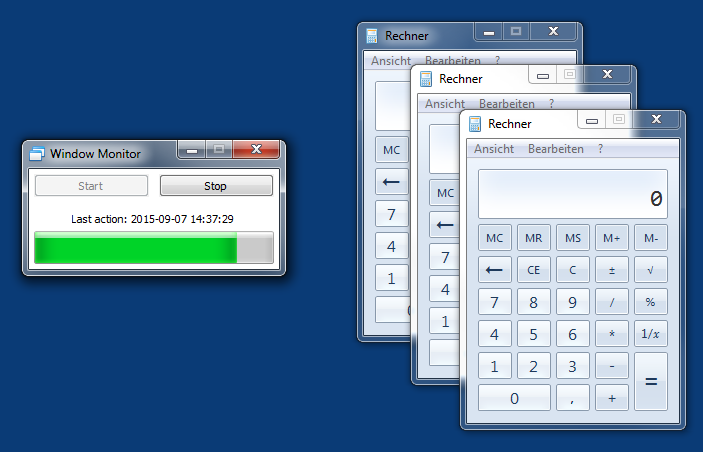 Window Monitor
Start Stop
Last action: 2015-09-07 14:37:29
Rechner
Ansicht Bearbeiten ?
MC
←
7
4
1
0
Rechner
Ansicht Bearbeiten ?
MC
←
7
4
1
Rechner
Ansicht Bearbeiten ?
0
MC MR MS M+ M-
← CE C ± √
7 8 9 / %
4 5 6 * 1/x
1 2 3 - =
0 , +